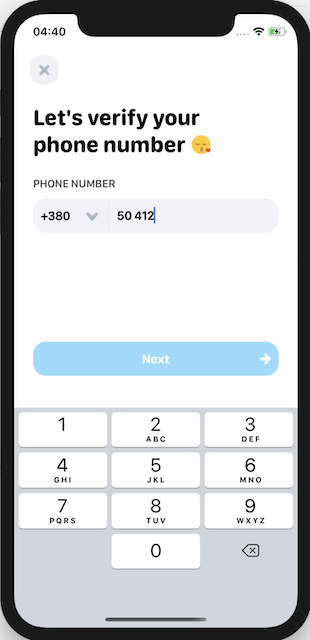 04:40
Let's verify your
phone number 😚
PHONE NUMBER
+380 50 412
Next
1 2 3
ABC DEF
4 5 6
GHI JKL MNO
7 8 9
PQRS TUV WXYZ
0